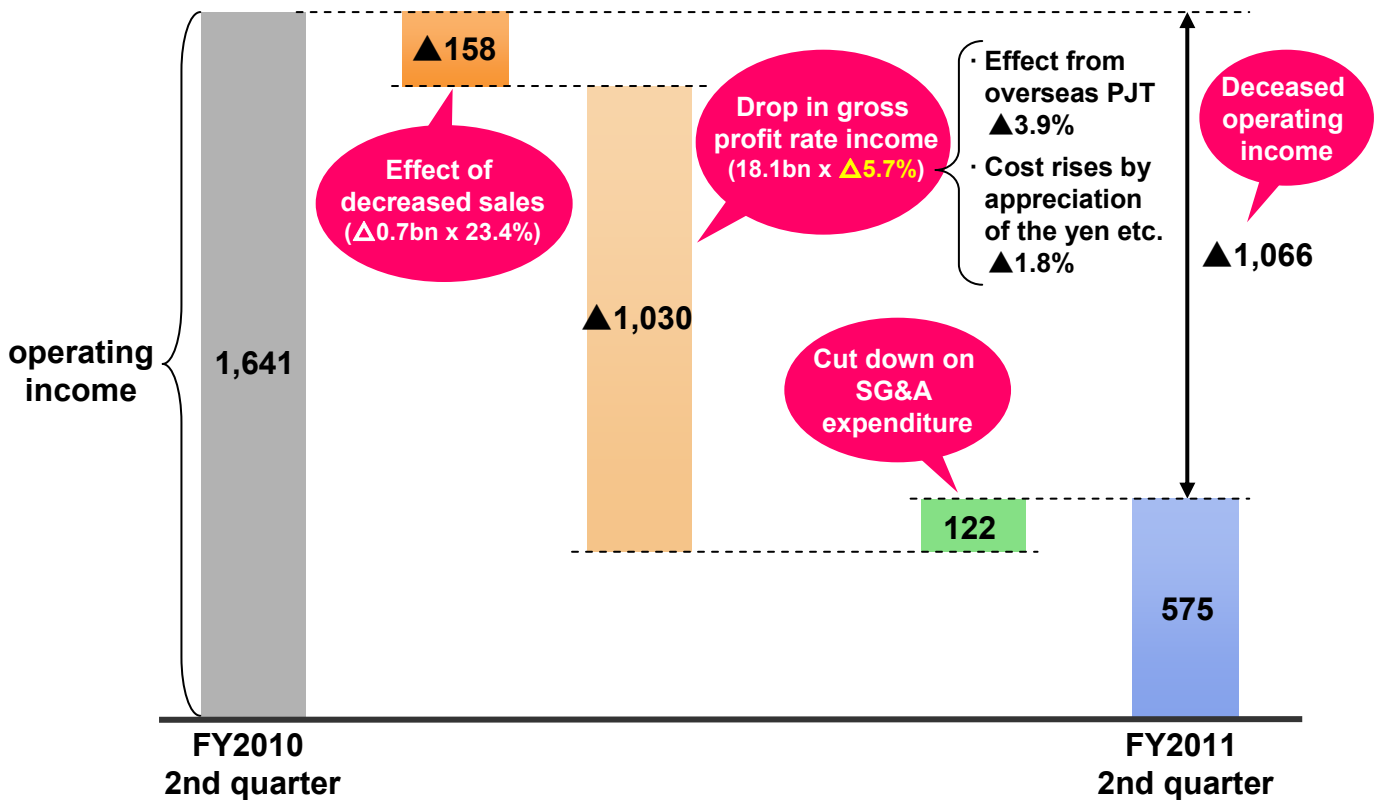 ▲158
Effect of
decreased sales
(△0.7bn x 23.4%)
Drop in gross
profit rate income
(18.1bn x △5.7%)
· Effect from
overseas PJT
▲3.9%
· Cost rises by
appreciation
of the yen etc.
▲1.8%
Deceased
operating
income
▲1,066
▲1,030
operating
income
1,641
Cut down on
SG&A
expenditure
122
575
FY2010
2nd quarter
FY2011
2nd quarter